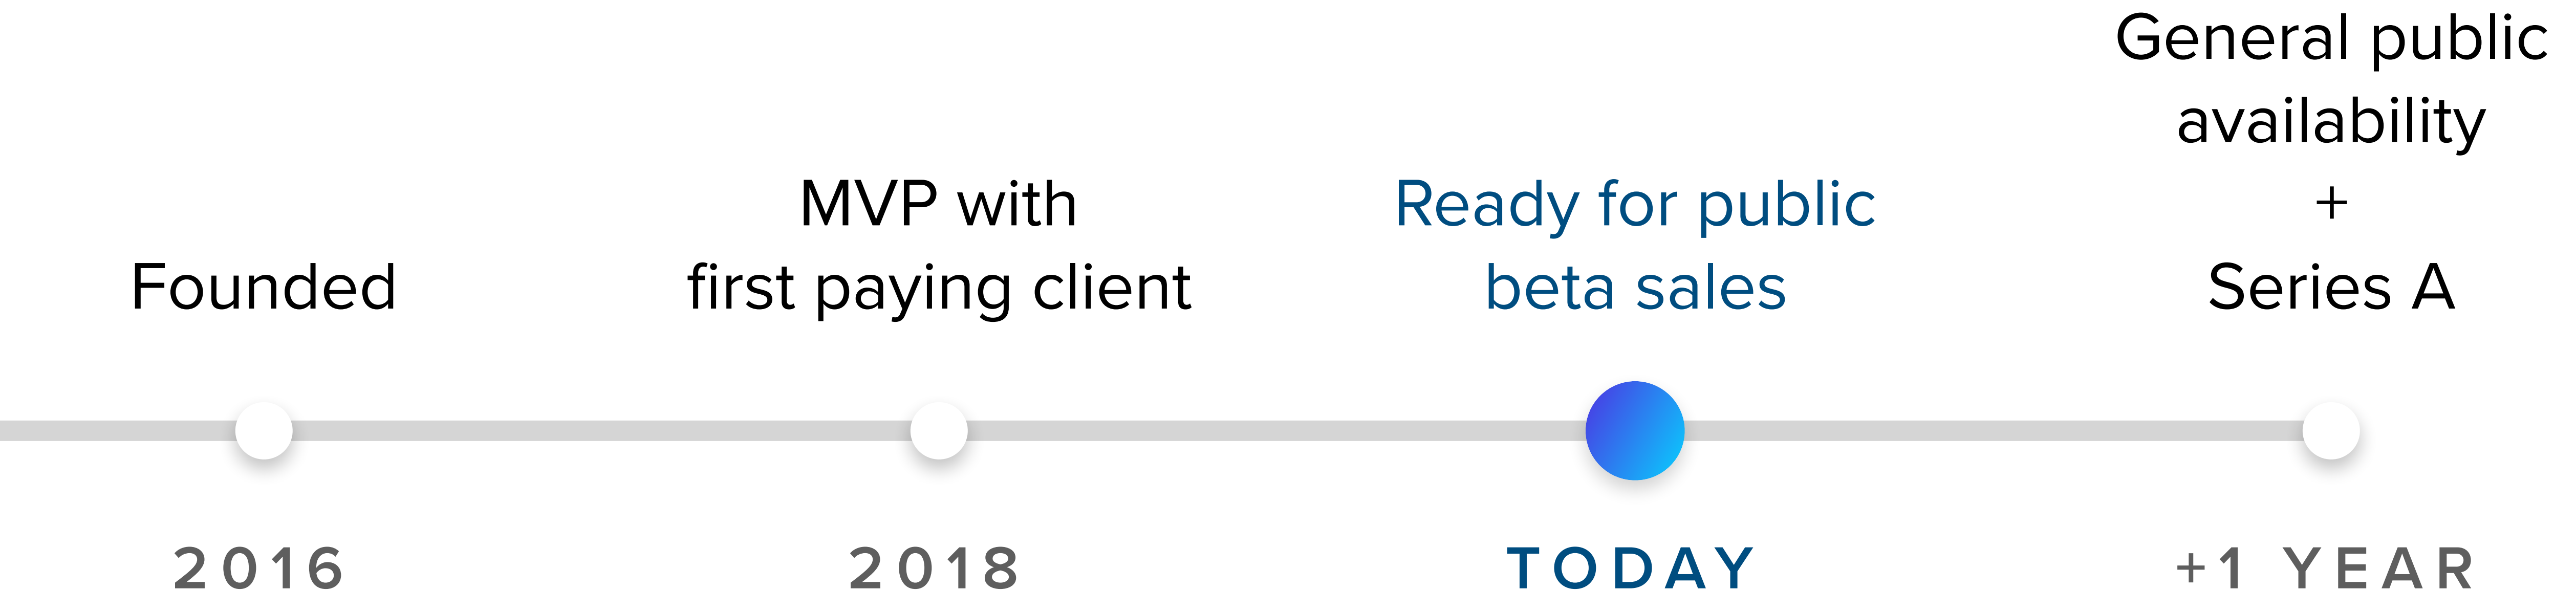 Founded
2016
MVP with
first paying client
2018
Ready for public
beta sales
TODAY
General public
availability
+
Series A
+1 YEAR